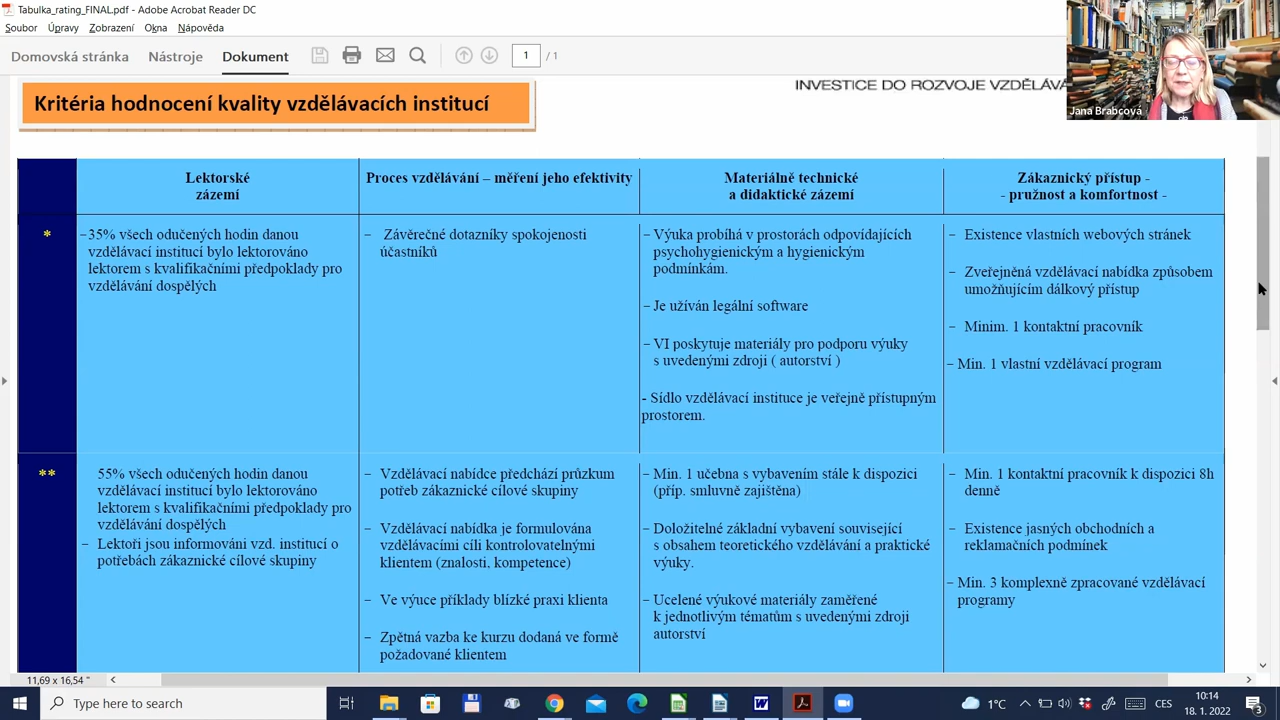 Tabulka_rating_FINAL.pdf - Adobe Acrobat Reader DC
Soubor Úpravy Zobrazení Okna Nápověda
Domovská stránka Nástroje Dokument 1 / 1
INVESTICE DO ROZVOJE VZDĚLÁVÁ
Jana Brabcová
Kritéria hodnocení kvality vzdělávacích institucí
Lektorské
zázemí
Proces vzdělávání – měření jeho efektivity
Materiálně technické
a didaktické zázemí
Zákaznický přístup -
- pružnost a komfortnost -
*
– 35% všech odučených hodin danou
vzdělávací institucí bylo lektorováno
lektorem s kvalifikačními předpoklady pro
vzdělávání dospělých
– Závěrečné dotazníky spokojenosti
účastníků
– Výuka probíhá v prostorách odpovídajících
psychohygienickým a hygienickým
podmínkám.
– Je užíván legální software
– VI poskytuje materiály pro podporu výuky
s uvedenými zdroji ( autorství )
- Sídlo vzdělávací instituce je veřejně přístupným
prostorem.
– Existence vlastních webových stránek
– Zveřejněná vzdělávací nabídka způsobem
umožňujícím dálkový přístup
– Minim. 1 kontaktní pracovník
– Min. 1 vlastní vzdělávací program
**
55% všech odučených hodin danou
vzdělávací institucí bylo lektorováno
lektorem s kvalifikačními předpoklady pro
vzdělávání dospělých
– Lektoři jsou informováni vzd. institucí o
potřebách zákaznické cílové skupiny
– Vzdělávací nabídce předchází průzkum
potřeb zákaznické cílové skupiny
– Vzdělávací nabídka je formulována
vzdělávacími cíli kontrolovatelnými
klientem (znalosti, kompetence)
– Ve výuce příklady blízké praxi klienta
– Zpětná vazba ke kurzu dodaná ve formě
požadované klientem
– Min. 1 učebna s vybavením stále k dispozici
(příp. smluvně zajištěna)
– Doložitelné základní vybavení související
s obsahem teoretického vzdělávání a praktické
výuky.
– Ucelené výukové materiály zaměřené
k jednotlivým tématům s uvedenými zdroji
autorství
– Min. 1 kontaktní pracovník k dispozici 8h
denně
– Existence jasných obchodních a
reklamačních podmínek
– Min. 3 komplexně zpracované vzdělávací
programy
11,69 x 16,54 "
Type here to search
1°C
CES
10:14
18. 1. 2022
3